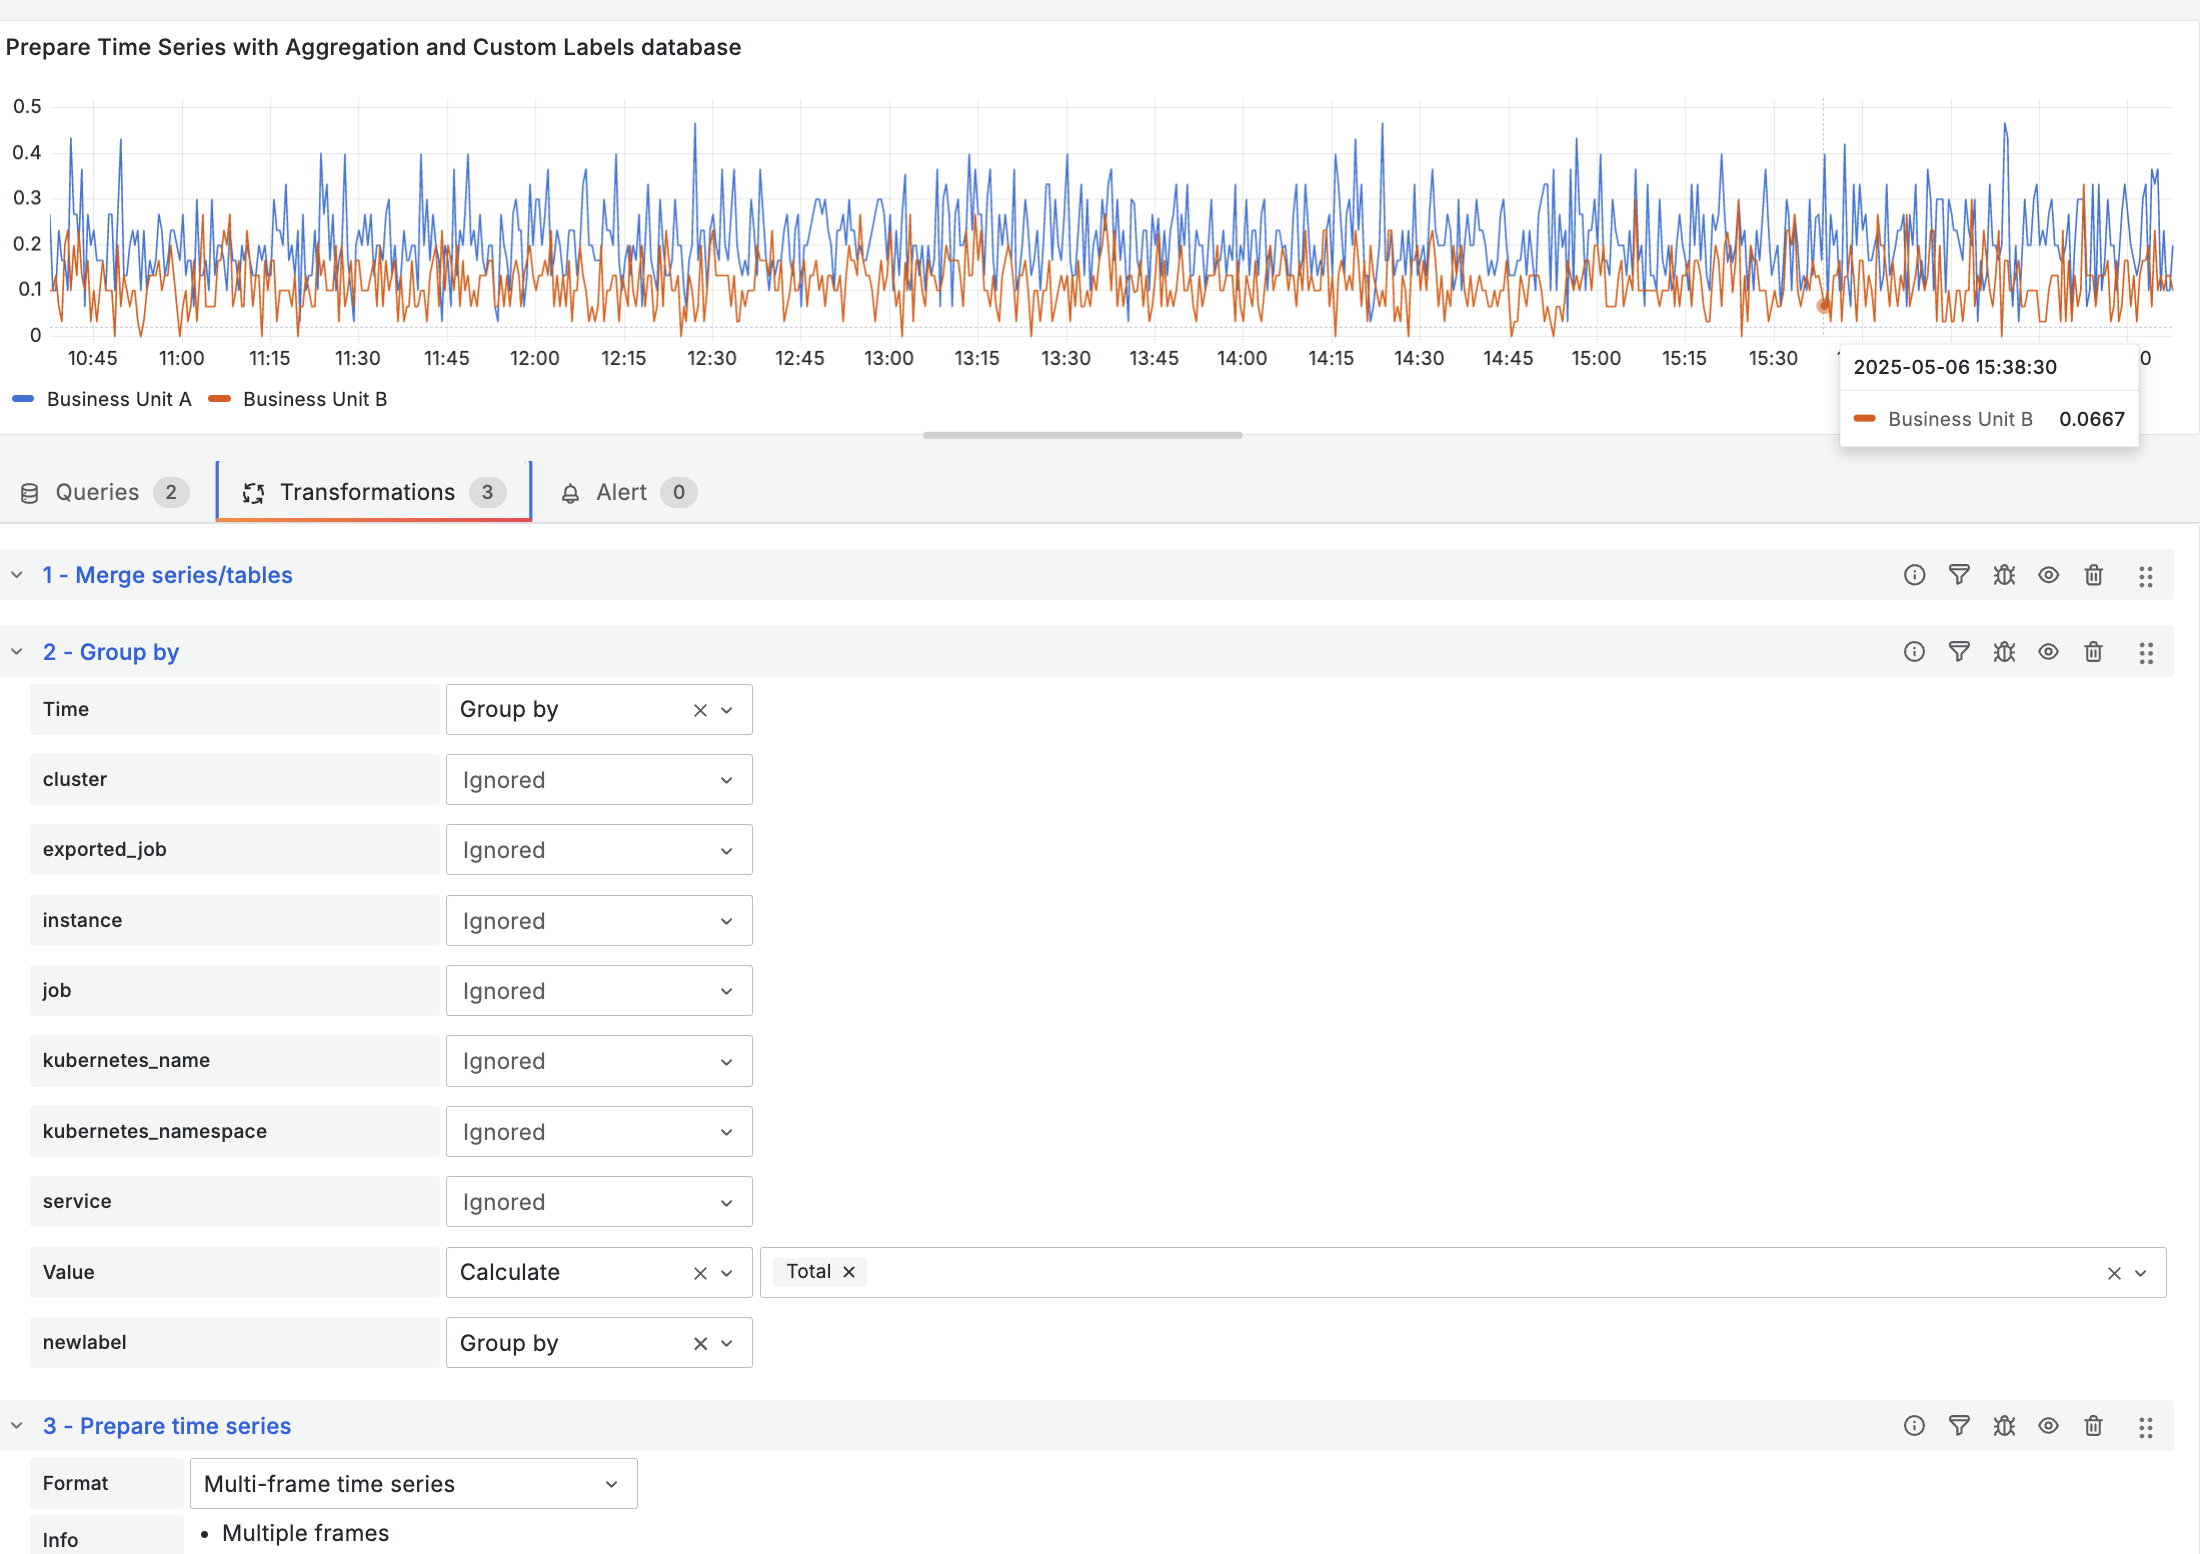 Prepare Time Series with Aggregation and Custom Labels database
0.5
0.4
0.3
0.2
0.1
0
10:45 11:00 11:15 11:30 11:45 12:00 12:15 12:30 12:45 13:00 13:15 13:30 13:45 14:00 14:15 14:30 14:45 15:00 15:15 15:30
Business Unit A Business Unit B
2025-05-06 15:38:30
Business Unit B 0.0667
Queries 2 Transformations 3 Alert 0
1 - Merge series/tables
2 - Group by
Time Group by
cluster Ignored
exported_job Ignored
instance Ignored
job Ignored
kubernetes_name Ignored
kubernetes_namespace Ignored
service Ignored
Value Calculate Total
newlabel Group by
3 - Prepare time series
Format Multi-frame time series
Info • Multiple frames